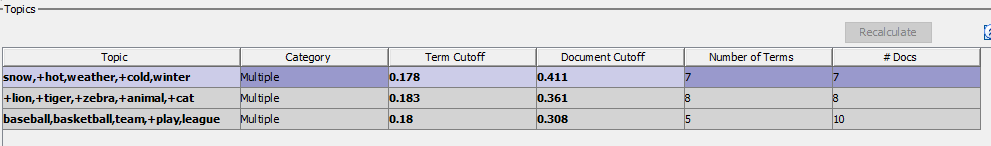 Topics
Recalculate
Topic Category Term Cutoff Document Cutoff Number of Terms # Docs
snow,+hot,weather,+cold,winter Multiple 0.178 0.411 7 7
+lion,+tiger,+zebra,+animal,+cat Multiple 0.183 0.361 8 8
baseball,basketball,team,+play,league Multiple 0.18 0.308 5 10